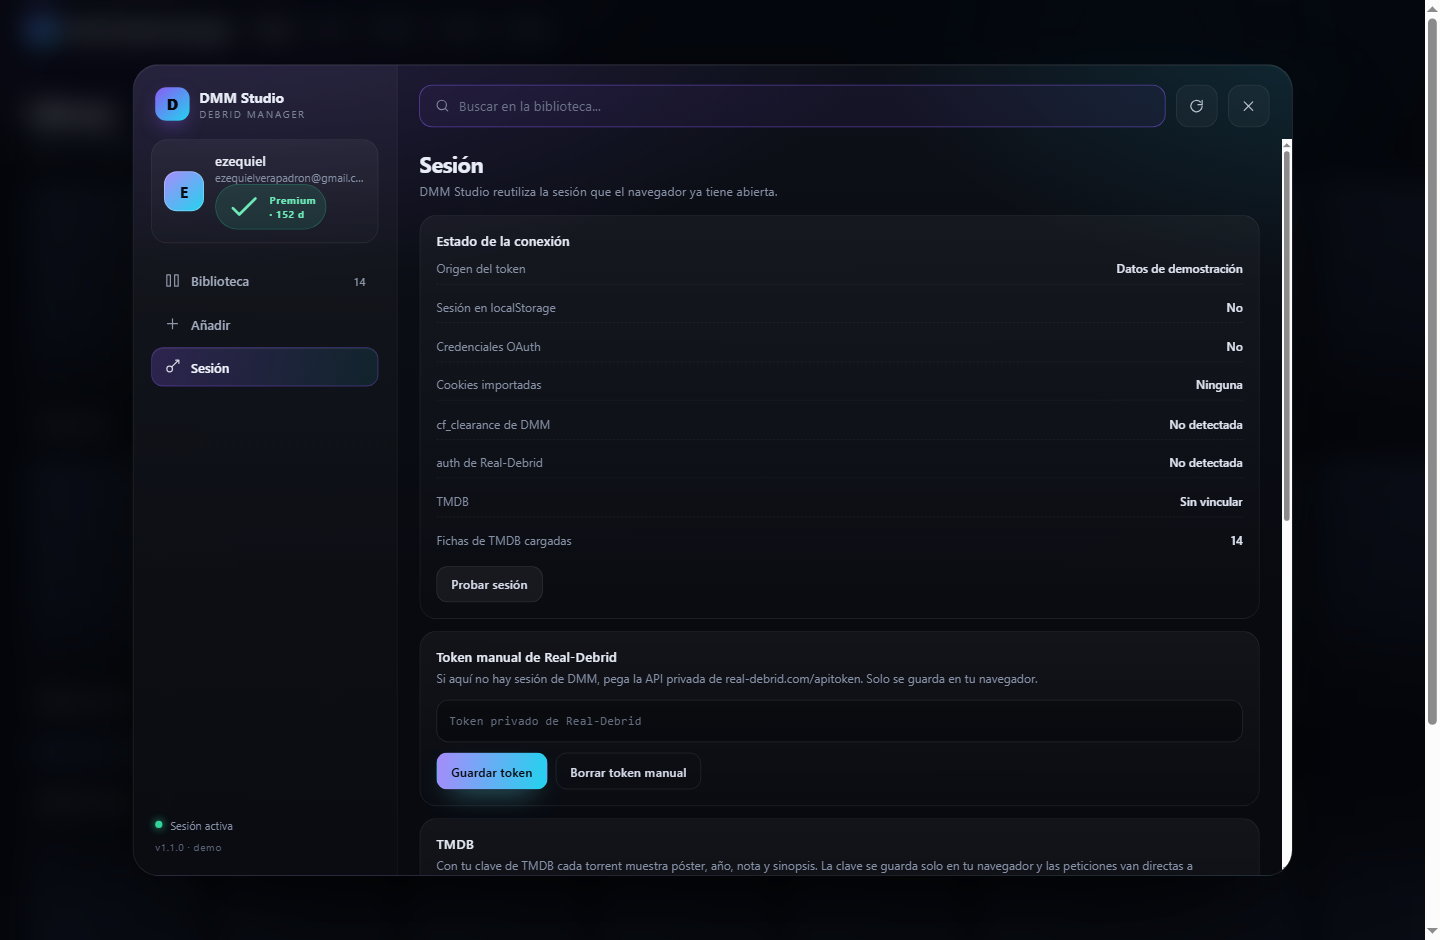 D
DMM Studio
DEBRID MANAGER
E
ezequiel
ezequielverapadron@gmail.c...
Premium
· 152 d
Biblioteca 14
Añadir
Sesión
Sesión activa
v1.1.0 · demo
Buscar en la biblioteca...
Sesión
DMM Studio reutiliza la sesión que el navegador ya tiene abierta.
Estado de la conexión
Origen del token Datos de demostración
Sesión en localStorage No
Credenciales OAuth No
Cookies importadas Ninguna
cf_clearance de DMM No detectada
auth de Real-Debrid No detectada
TMDB Sin vincular
Fichas de TMDB cargadas 14
Probar sesión
Token manual de Real-Debrid
Si aquí no hay sesión de DMM, pega la API privada de real-debrid.com/apitoken. Solo se guarda en tu navegador.
Token privado de Real-Debrid
Guardar token Borrar token manual
TMDB
Con tu clave de TMDB cada torrent muestra póster, año, nota y sinopsis. La clave se guarda solo en tu navegador y las peticiones van directas a